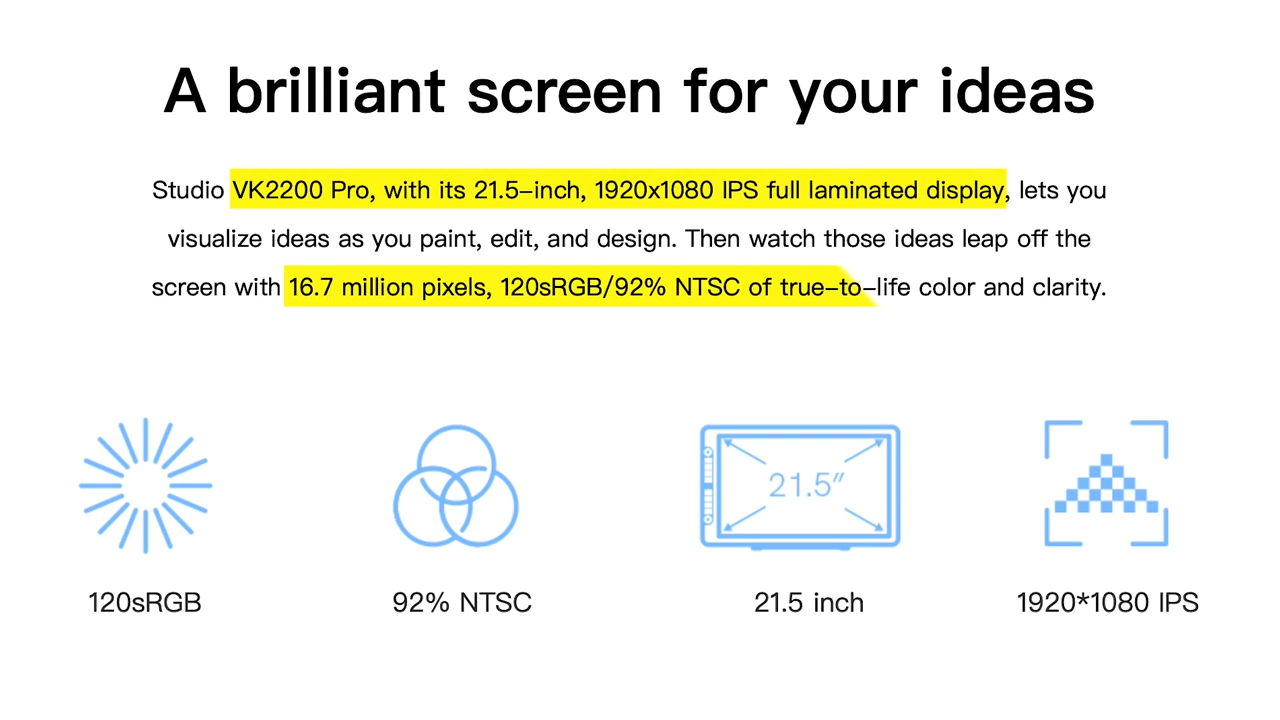 A brilliant screen for your ideas
Studio VK2200 Pro, with its 21.5-inch, 1920x1080 IPS full laminated display, lets you
visualize ideas as you paint, edit, and design. Then watch those ideas leap off the
screen with 16.7 million pixels, 120sRGB/92% NTSC of true-to-life color and clarity.
21.5″
120sRGB
92% NTSC
21.5 inch
1920*1080 IPS